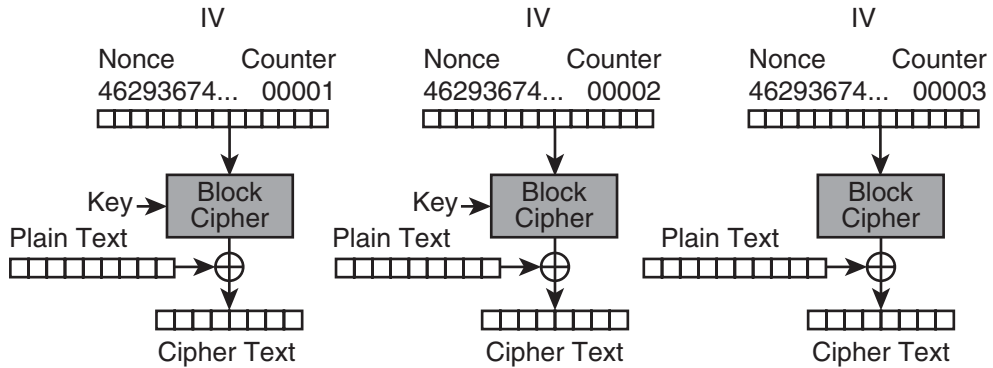 IV IV IV
Nonce Counter Nonce Counter Nonce Counter
46293674... 00001 46293674... 00002 46293674... 00003
Key Block Cipher Key Block Cipher Block Cipher
Plain Text Plain Text Plain Text
Cipher Text Cipher Text Cipher Text